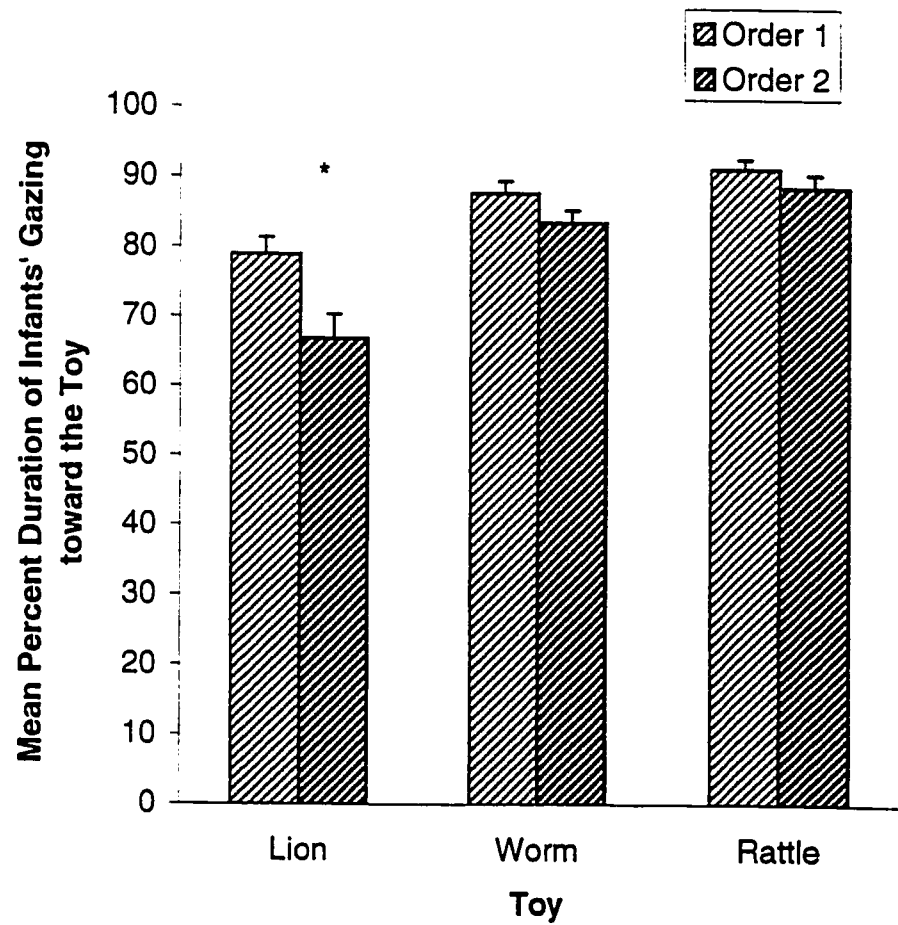 Order 1
Order 2
Mean Percent Duration of Infants' Gazing
toward the Toy
100
90
80
70
60
50
40
30
20
10
0
*
Lion Worm Rattle
Toy